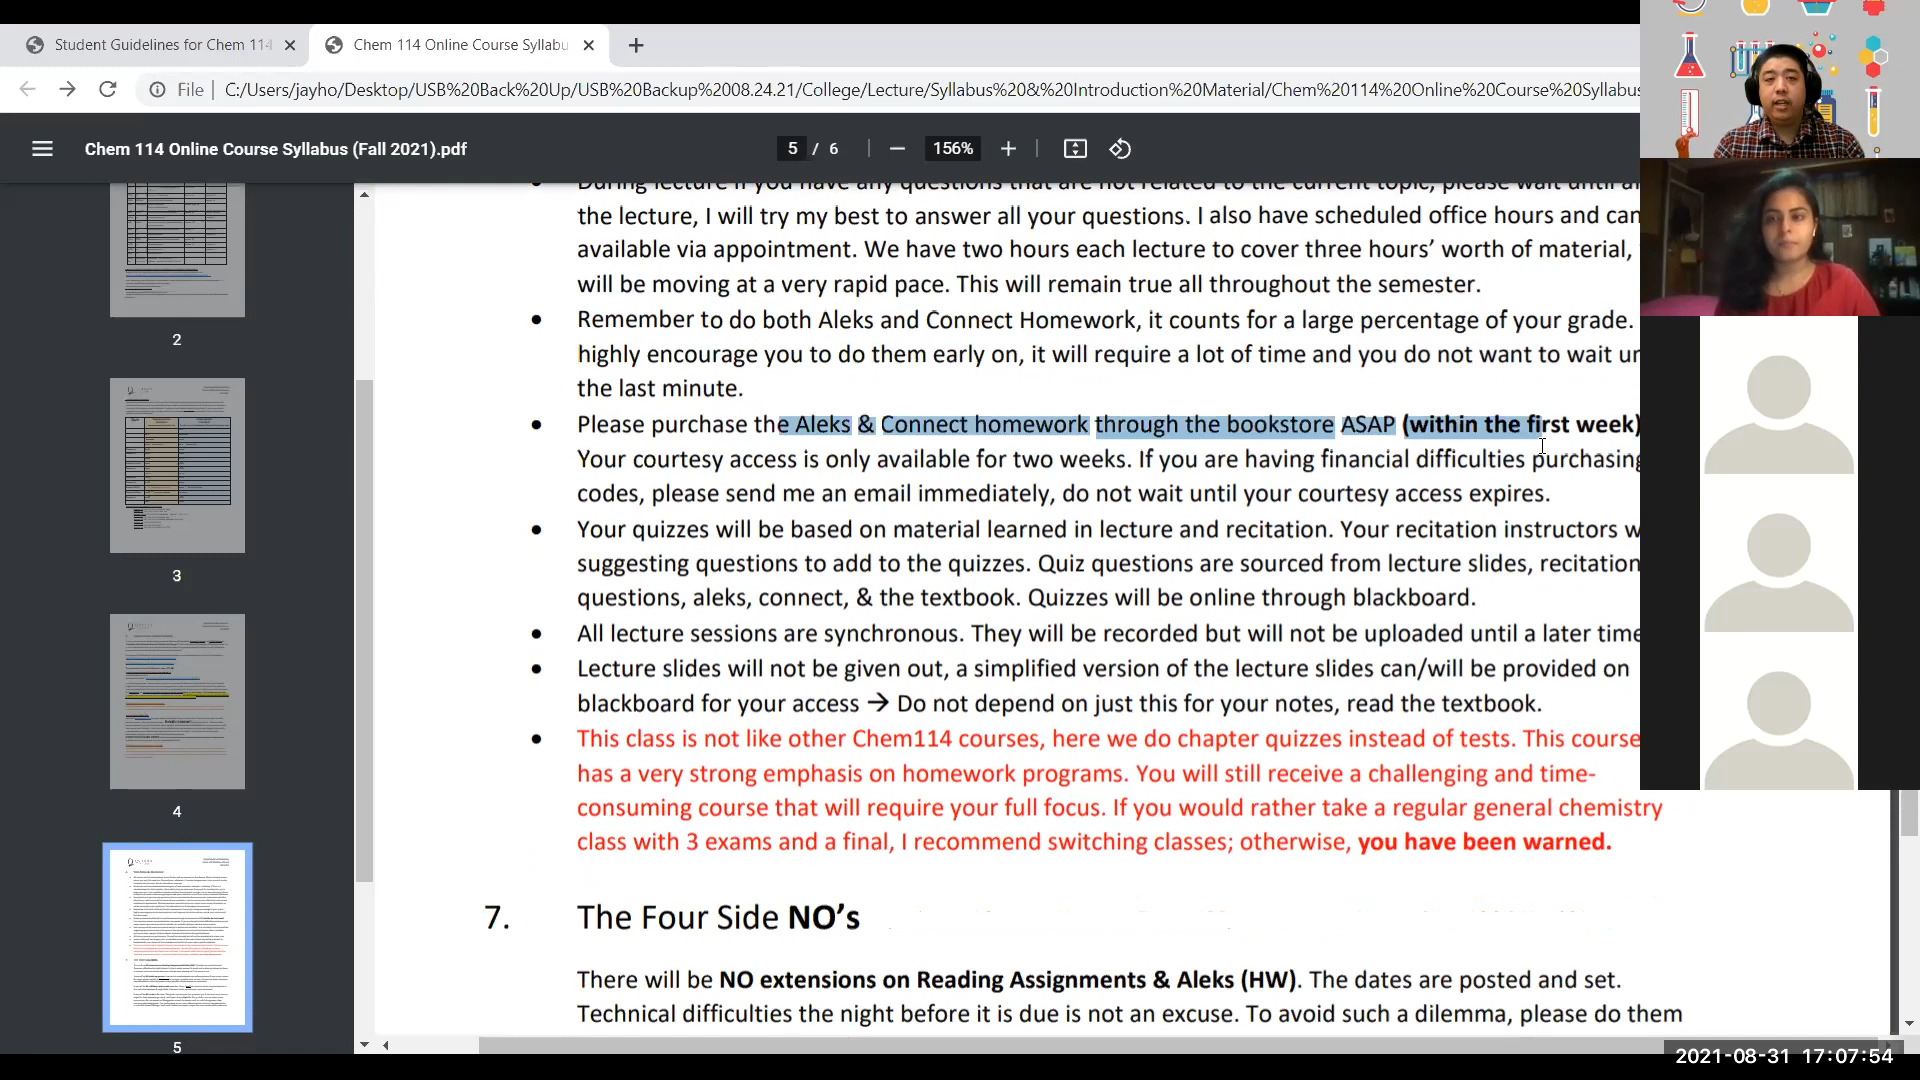 Student Guidelines for Chem 114
Chem 114 Online Course Syllabu
File
C:/Users/jayho/Desktop/USB%20Back%20Up/USB%20Backup%2008.24.21/College/Lecture/Syllabus%20&%20Introduction%20Material/Chem%20114%20Online%20Course%20Syllabus
Chem 114 Online Course Syllabus (Fall 2021).pdf
5 / 6
156%
2
3
4
5
During lecture if you have any questions that are not related to the current topic, please wait until
the lecture, I will try my best to answer all your questions. I also have scheduled office hours and can
available via appointment. We have two hours each lecture to cover three hours’ worth of material,
will be moving at a very rapid pace. This will remain true all throughout the semester.
• Remember to do both Aleks and Connect Homework, it counts for a large percentage of your grade.
highly encourage you to do them early on, it will require a lot of time and you do not want to wait un
the last minute.
• Please purchase the Aleks & Connect homework through the bookstore ASAP (within the first week)
Your courtesy access is only available for two weeks. If you are having financial difficulties purchasing
codes, please send me an email immediately, do not wait until your courtesy access expires.
• Your quizzes will be based on material learned in lecture and recitation. Your recitation instructors w
suggesting questions to add to the quizzes. Quiz questions are sourced from lecture slides, recitation
questions, aleks, connect, & the textbook. Quizzes will be online through blackboard.
• All lecture sessions are synchronous. They will be recorded but will not be uploaded until a later time
• Lecture slides will not be given out, a simplified version of the lecture slides can/will be provided on
blackboard for your access → Do not depend on just this for your notes, read the textbook.
• This class is not like other Chem114 courses, here we do chapter quizzes instead of tests. This course
has a very strong emphasis on homework programs. You will still receive a challenging and time-
consuming course that will require your full focus. If you would rather take a regular general chemistry
class with 3 exams and a final, I recommend switching classes; otherwise, you have been warned.
7. The Four Side NO’s
There will be NO extensions on Reading Assignments & Aleks (HW). The dates are posted and set.
Technical difficulties the night before it is due is not an excuse. To avoid such a dilemma, please do them
2021-08-31 17:07:54